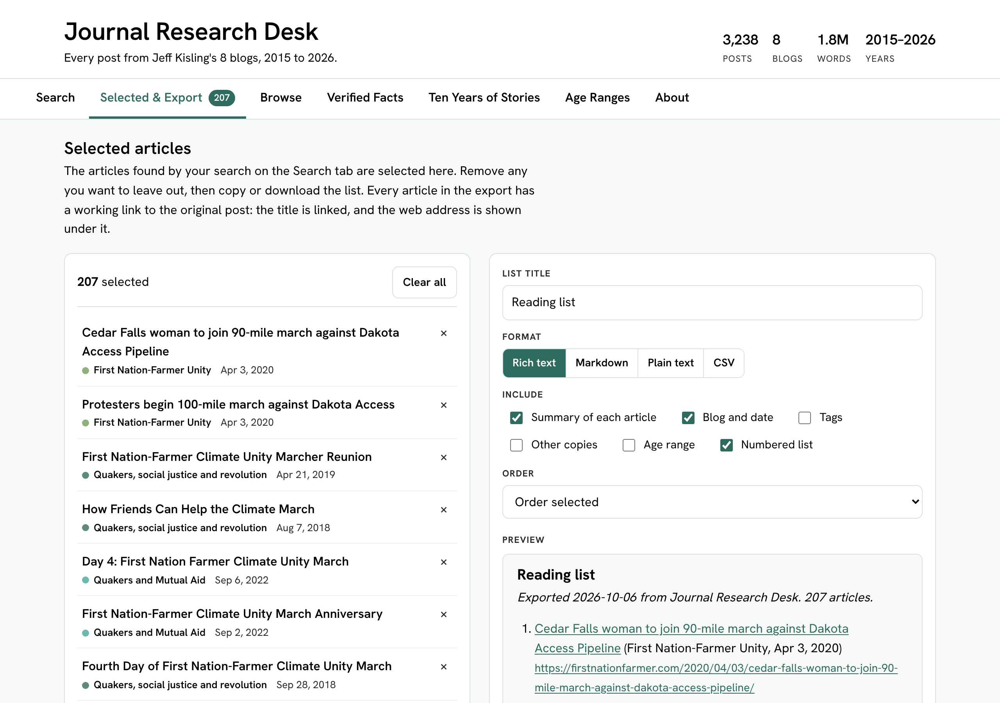 Journal Research Desk
Every post from Jeff Kisling's 8 blogs, 2015 to 2026.
3,238
POSTS
8
BLOGS
1.8M
WORDS
2015–2026
YEARS
Search
Selected & Export 207
Browse
Verified Facts
Ten Years of Stories
Age Ranges
About
Selected articles
The articles found by your search on the Search tab are selected here. Remove any
you want to leave out, then copy or download the list. Every article in the export has
a working link to the original post: the title is linked, and the web address is shown
under it.
207 selected
Clear all
Cedar Falls woman to join 90-mile march against Dakota
Access Pipeline
×
First Nation-Farmer Unity Apr 3, 2020
Protesters begin 100-mile march against Dakota Access
×
First Nation-Farmer Unity Apr 3, 2020
First Nation-Farmer Climate Unity Marcher Reunion
×
Quakers, social justice and revolution Apr 21, 2019
How Friends Can Help the Climate March
×
Quakers, social justice and revolution Aug 7, 2018
Day 4: First Nation Farmer Climate Unity March
×
Quakers and Mutual Aid Sep 6, 2022
First Nation-Farmer Climate Unity March Anniversary
×
Quakers and Mutual Aid Sep 2, 2022
Fourth Day of First Nation-Farmer Climate Unity March
×
Quakers, social justice and revolution Sep 28, 2018
LIST TITLE
Reading list
FORMAT
Rich text
Markdown
Plain text
CSV
INCLUDE
Summary of each article
Blog and date
Tags
Other copies
Age range
Numbered list
ORDER
Order selected
PREVIEW
Reading list
Exported 2026-10-06 from Journal Research Desk. 207 articles.
1. Cedar Falls woman to join 90-mile march against Dakota
Access Pipeline (First Nation-Farmer Unity, Apr 3, 2020)
https://firstnationfarmer.com/2020/04/03/cedar-falls-woman-to-join-90-
mile-march-against-dakota-access-pipeline/